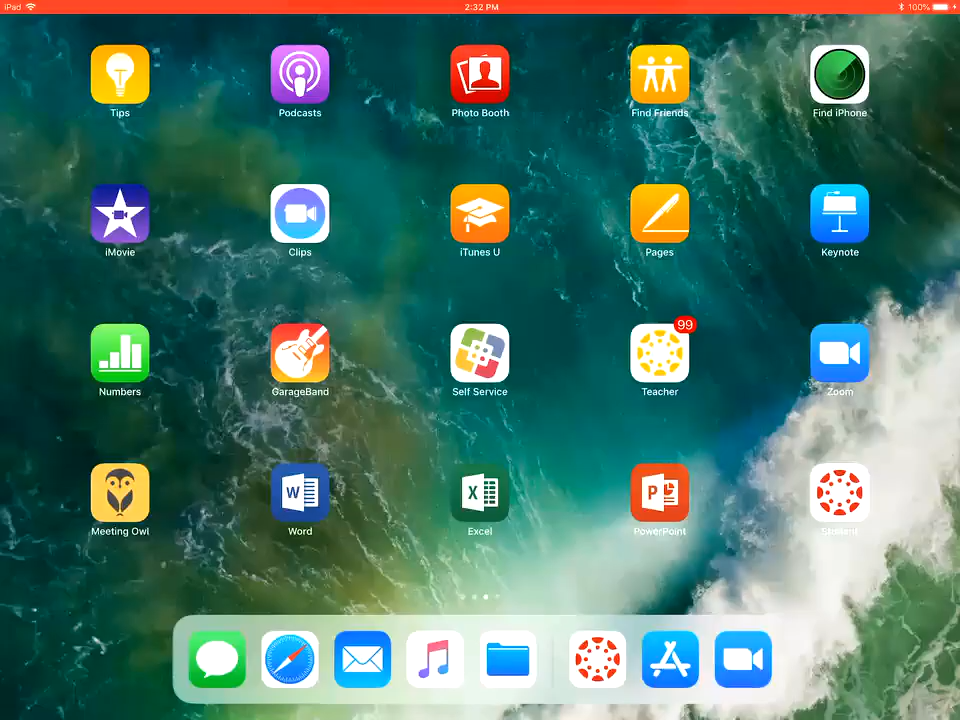 iPad 2:32 PM 100%
Tips Podcasts Photo Booth Find Friends Find iPhone
iMovie Clips iTunes U Pages Keynote
99
Numbers GarageBand Self Service Teacher Zoom
W X P
Meeting Owl Word Excel PowerPoint Student